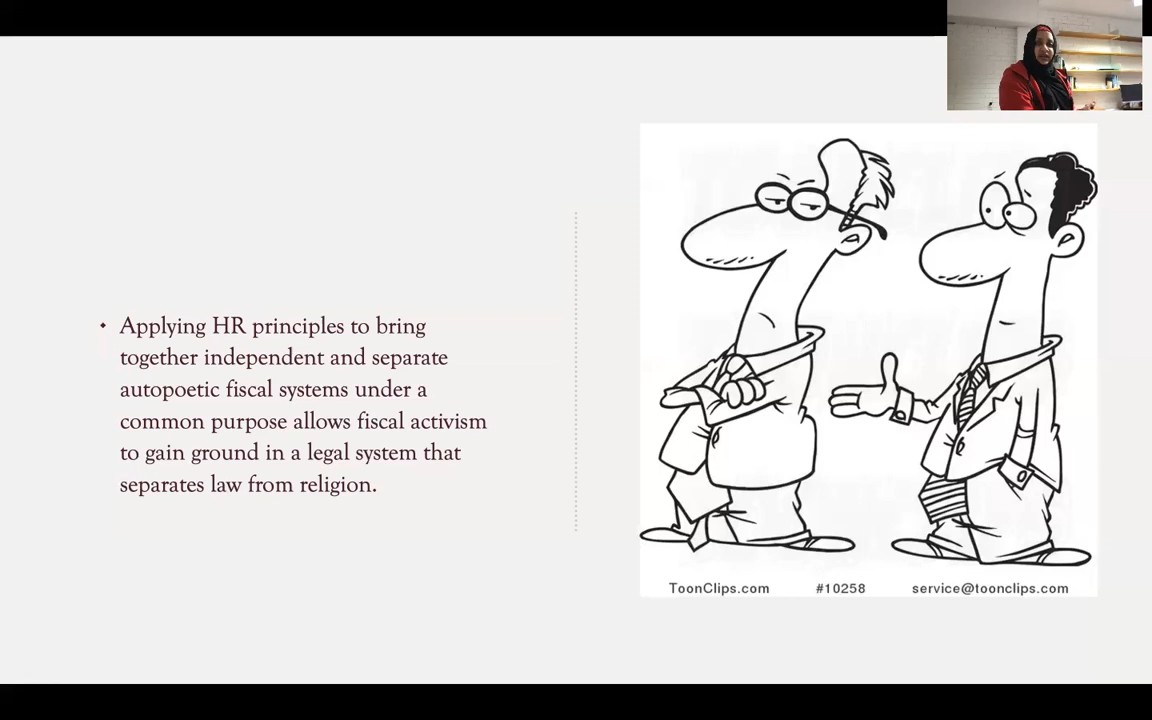 Applying HR principles to bring
together independent and separate
autopoetic fiscal systems under a
common purpose allows fiscal activism
to gain ground in a legal system that
separates law from religion.
ToonClips.com #10258 service@toonclips.com